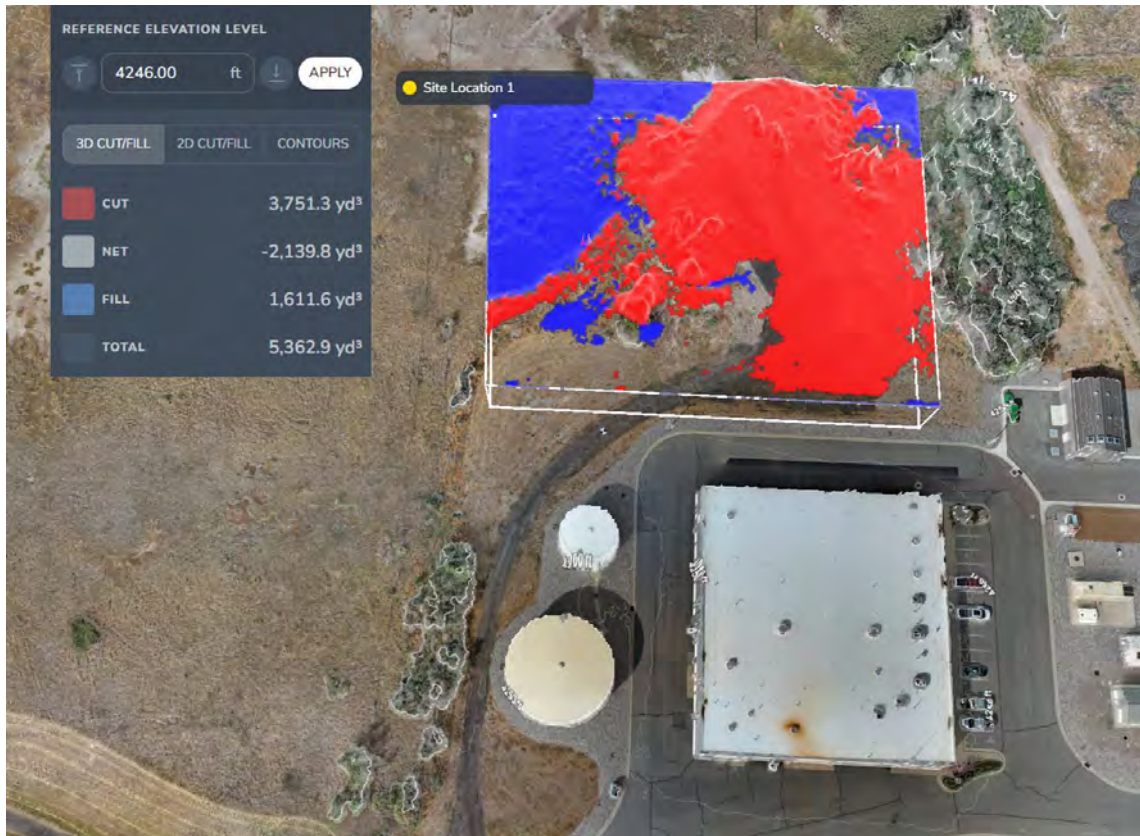 REFERENCE ELEVATION LEVEL
4246.00 ft APPLY
3D CUT/FILL 2D CUT/FILL CONTOURS
CUT 3,751.3 yd³
NET -2,139.8 yd³
FILL 1,611.6 yd³
TOTAL 5,362.9 yd³
Site Location 1